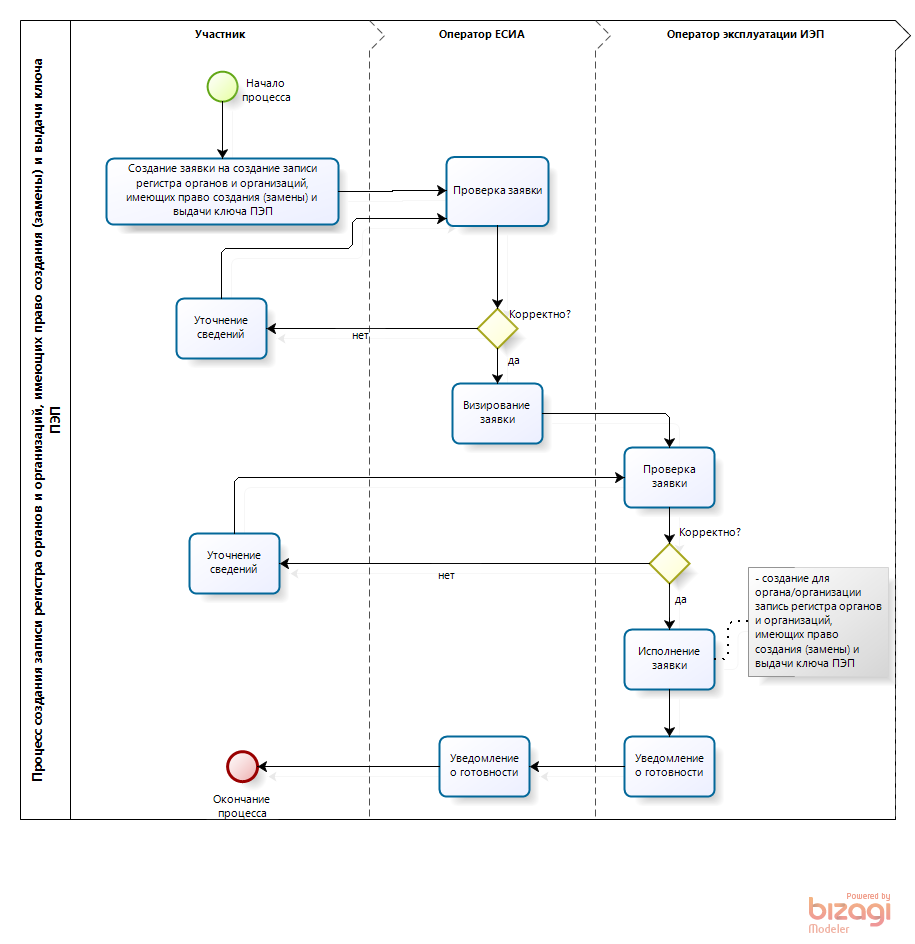 Процесс создания записи регистра органов и организаций, имеющих право создания (замены) и выдачи ключа
ПЭП
Участник
Оператор ЕСИА
Оператор эксплуатации ИЭП
Начало
процесса
Создание заявки на создание записи
регистра органов и организаций,
имеющих право создания (замены) и
выдачи ключа ПЭП
Проверка заявки
Уточнение
сведений
нет
Корректно?
да
Визирование
заявки
Проверка
заявки
Корректно?
Уточнение
сведений
нет
да
- создание для
органа/организации
запись регистра органов
и организаций,
имеющих право
создания (замены) и
выдачи ключа ПЭП
Исполнение
заявки
Уведомление
о готовности
Уведомление
о готовности
Окончание
процесса
Powered by
bizagi
Modeler